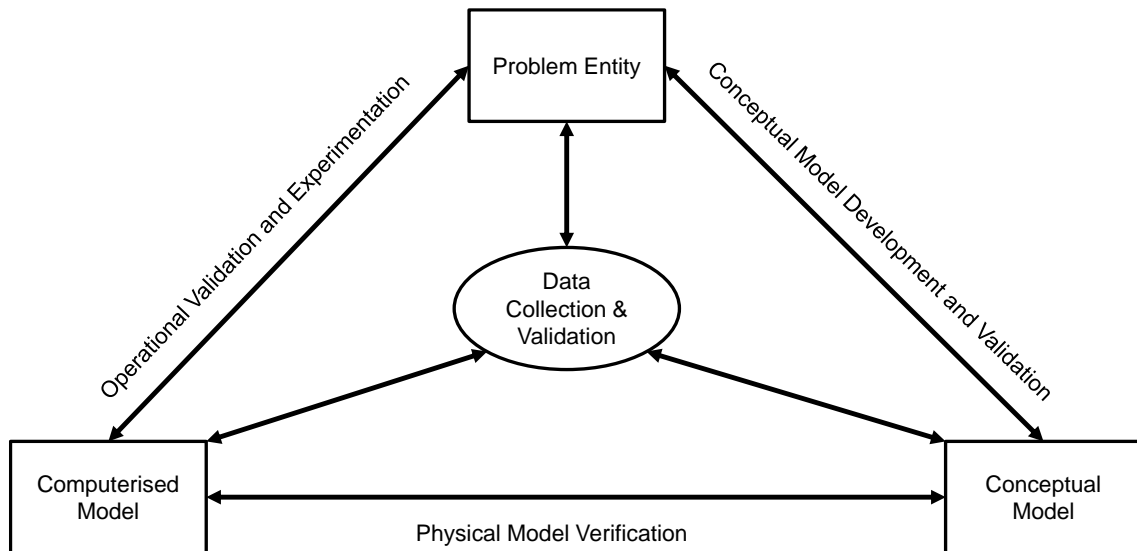 Problem Entity
Operational Validation and Experimentation
Conceptual Model Development and Validation
Data
Collection &
Validation
Computerised
Model
Conceptual
Model
Physical Model Verification